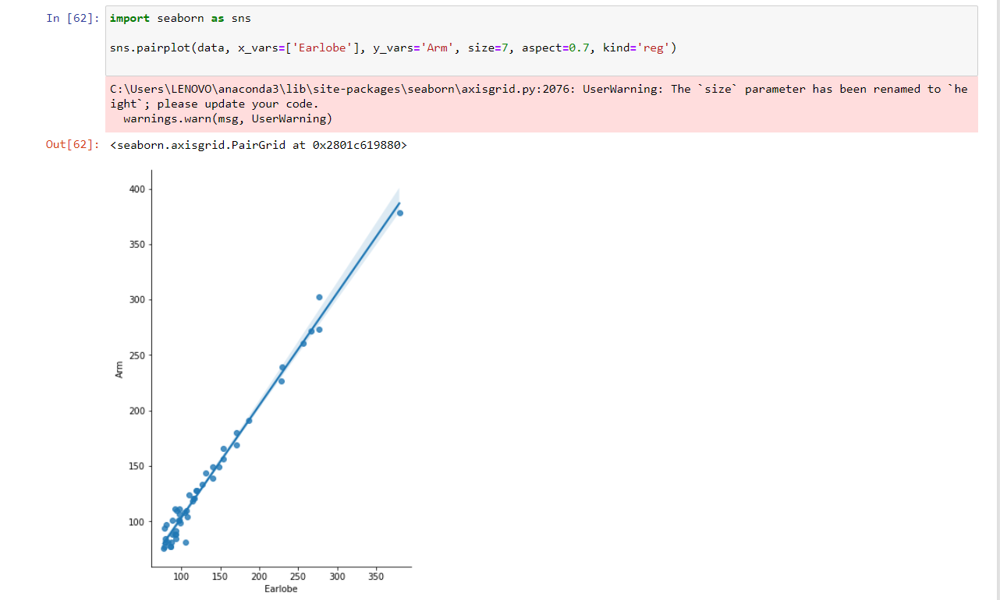 In [62]: import seaborn as sns
sns.pairplot(data, x_vars=['Earlobe'], y_vars='Arm', size=7, aspect=0.7, kind='reg')
C:\Users\LENOVO\anaconda3\lib\site-packages\seaborn\axisgrid.py:2076: UserWarning: The `size` parameter has been renamed to `he
ight`; please update your code.
  warnings.warn(msg, UserWarning)
Out[62]: <seaborn.axisgrid.PairGrid at 0x2801c619880>
400
350
300
250
Arm
200
150
100
100 150 200 250 300 350
Earlobe